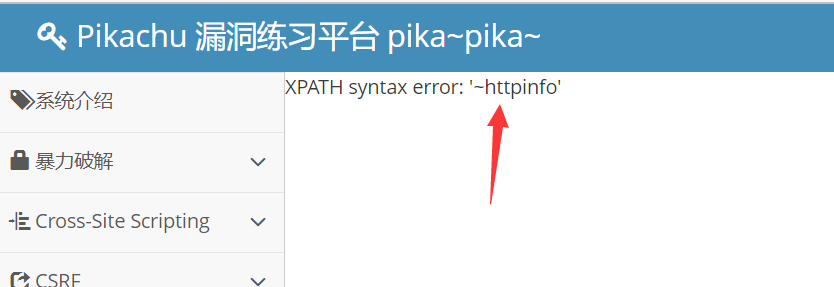 Pikachu 漏洞练习平台 pika~pika~
系统介绍
XPATH syntax error: '~httpinfo'
暴力破解
Cross-Site Scripting
CSRF